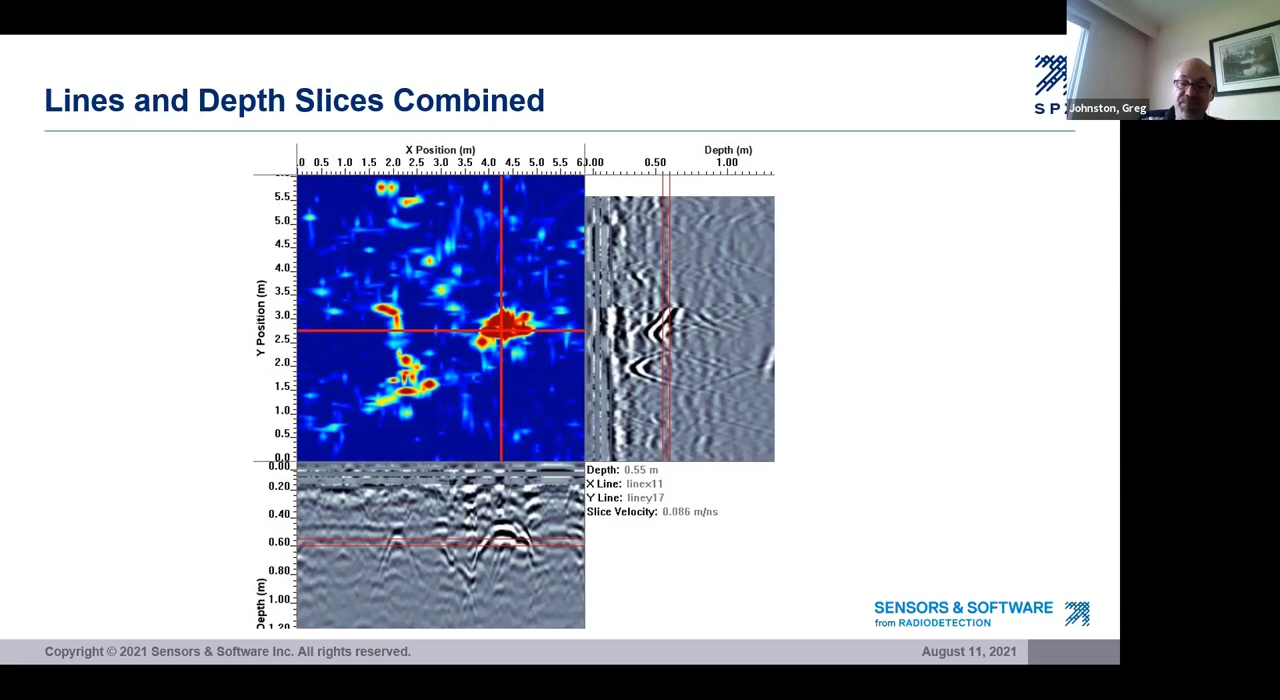 Lines and Depth Slices Combined
SP
Johnston, Greg
X Position (m)
.0 0.5 1.0 1.5 2.0 2.5 3.0 3.5 4.0 4.5 5.0 5.5
Depth (m)
0.00 0.50 1.00
5.5
5.0
4.5
4.0
3.5
3.0
2.5
2.0
1.5
1.0
0.5
0.0
Y Position (m)
0.00
0.20
0.40
0.60
0.80
1.00
1.20
Depth (m)
Depth: 0.55 m
X Line: linex11
Y Line: liney17
Slice Velocity: 0.086 m/ns
SENSORS & SOFTWARE
from RADIODETECTION
Copyright © 2021 Sensors & Software Inc. All rights reserved.
August 11, 2021